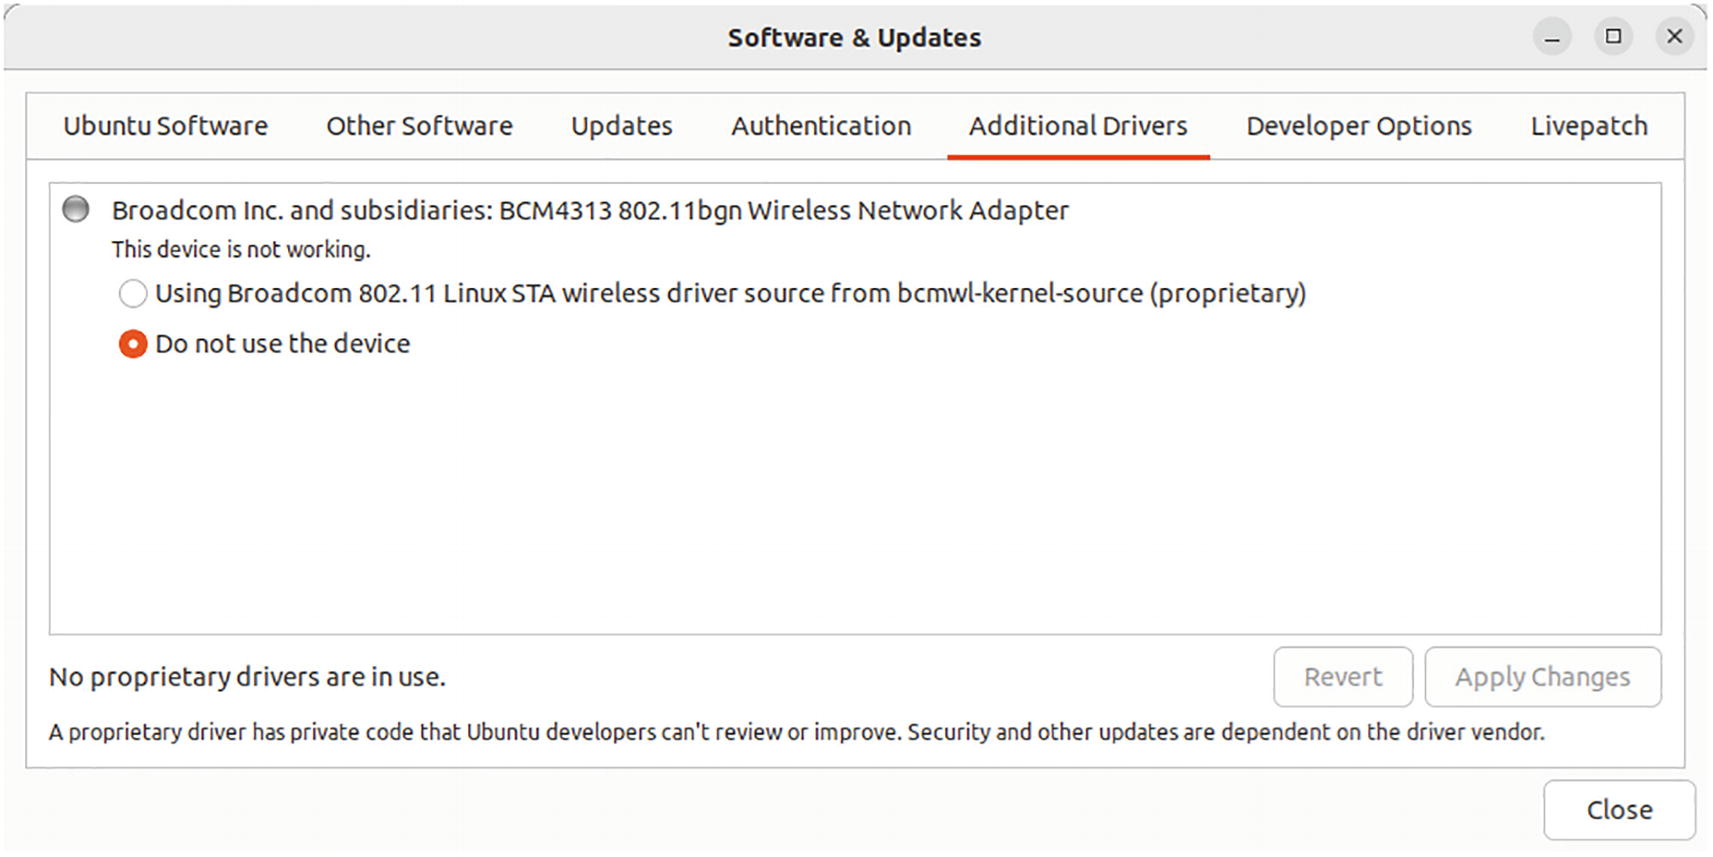 Software & Updates
Ubuntu Software Other Software Updates Authentication Additional Drivers Developer Options Livepatch
Broadcom Inc. and subsidiaries: BCM4313 802.11bgn Wireless Network Adapter
This device is not working.
Using Broadcom 802.11 Linux STA wireless driver source from bcmwl-kernel-source (proprietary)
Do not use the device
No proprietary drivers are in use.
Revert Apply Changes
A proprietary driver has private code that Ubuntu developers can't review or improve. Security and other updates are dependent on the driver vendor.
Close